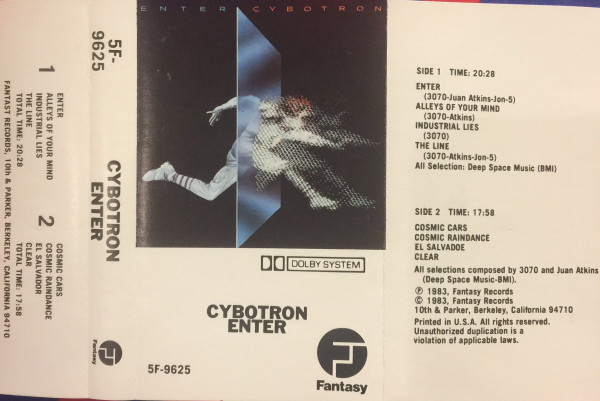 1
ENTER
ALLEYS OF YOUR MIND
INDUSTRIAL LIES
THE LINE
TOTAL TIME: 20:28
2
COSMIC CARS
COSMIC RAINDANCE
EL SALVADOR
CLEAR
TOTAL TIME: 17:58
FANTASY RECORDS, 10th & PARKER, BERKELEY, CALIFORNIA 94710
5F-
9625
CYBOTRON
ENTER
Fantasy
ENTER CYBOTRON
DOLBY SYSTEM
CYBOTRON
ENTER
5F-9625
Fantasy
SIDE 1 TIME: 20:28
ENTER
(3070-Juan Atkins-Jon-5)
ALLEYS OF YOUR MIND
(3070-Atkins)
INDUSTRIAL LIES
(3070)
THE LINE
(3070-Atkins-Jon-5)
All Selection: Deep Space Music (BMI)
SIDE 2 TIME: 17:58
COSMIC CARS
COSMIC RAINDANCE
EL SALVADOE
CLEAR
All selections composed by 3070 and Juan Atkins
(Deep Space Music-BMI).
℗ 1983, Fantasy Records
© 1983, Fantasy Records
10th & Parker, Berkeley, California 94710
Printed in U.S.A. All rights reserved.
Unauthorized duplication is a
violation of applicable laws.